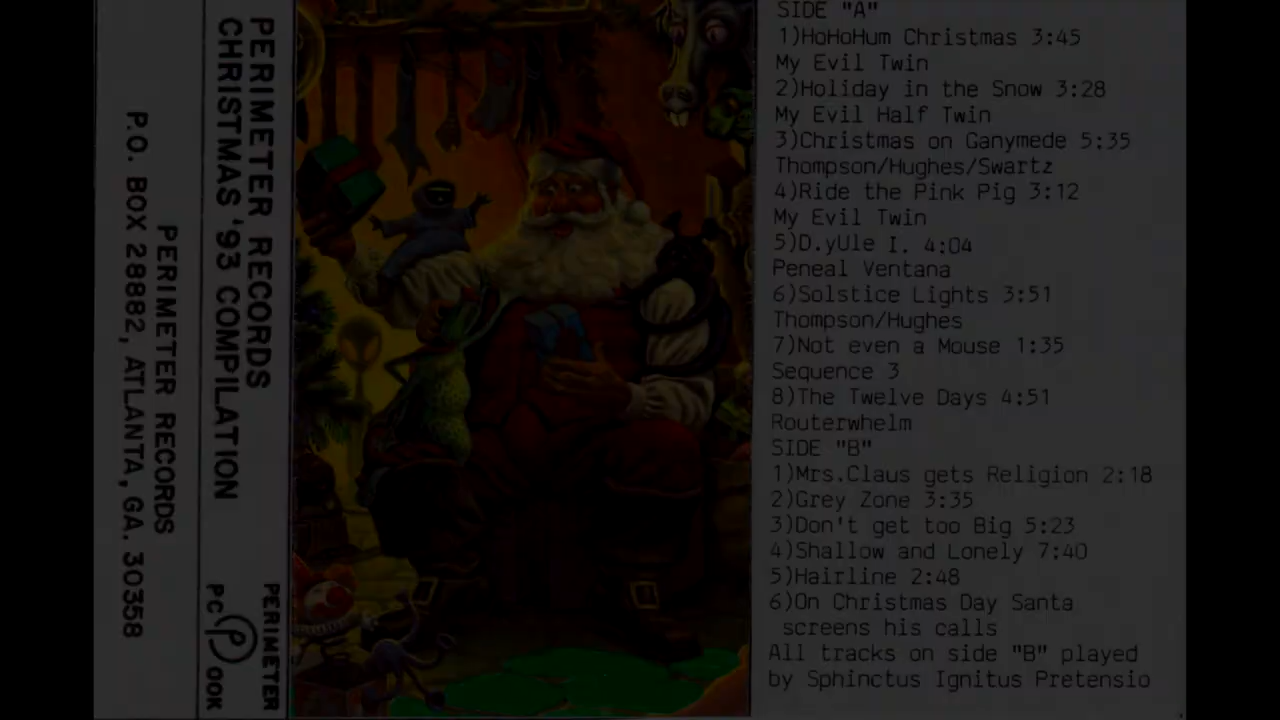 PERIMETER RECORDS
P.O. BOX 28882, ATLANTA, GA. 30358
PERIMETER RECORDS
CHRISTMAS '93 COMPILATION
PERIMETER
PC P OOK
SIDE "A"
1)HoHoHum Christmas 3:45
My Evil Twin
2)Holiday in the Snow 3:28
My Evil Half Twin
3)Christmas on Ganymede 5:35
Thompson/Hughes/Swartz
4)Ride the Pink Pig 3:12
My Evil Twin
5)D.yUle I. 4:04
Peneal Ventana
6)Solstice Lights 3:51
Thompson/Hughes
7)Not even a Mouse 1:35
Sequence 3
8)The Twelve Days 4:51
Routerwhelm
SIDE "B"
1)Mrs.Claus gets Religion 2:18
2)Grey Zone 3:35
3)Don't get too Big 5:23
4)Shallow and Lonely 7:40
5)Hairline 2:48
6)On Christmas Day Santa
screens his calls
All tracks on side "B" played
by Sphinctus Ignitus Pretensio